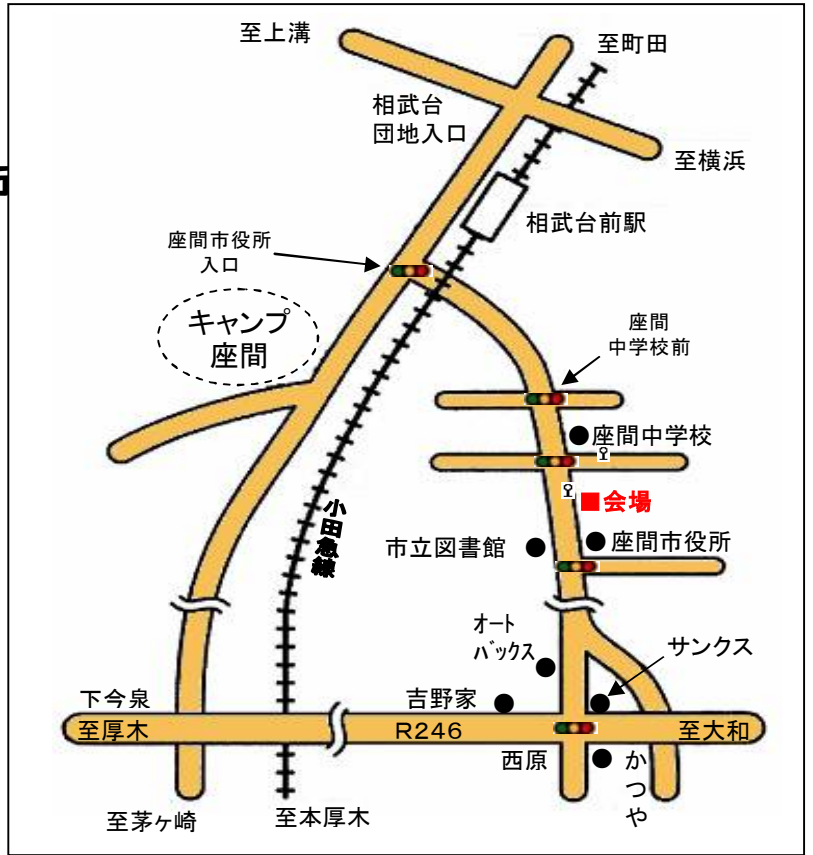 至上溝
至町田
相武台
団地入口
至横浜
相武台前駅
座間市役所
入口
キャンプ
座間
座間
中学校前
●座間中学校
■会場
小田急線
市立図書館
座間市役所
オート
バックス
サンクス
下今泉
吉野家
至厚木
R246
至大和
西原
かつや
至茅ヶ崎
至本厚木